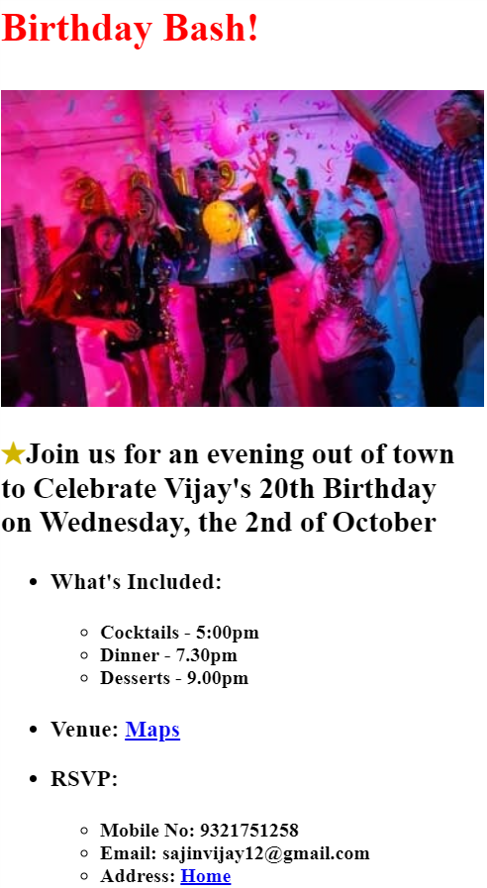 Birthday Bash!
★Join us for an evening out of town
to Celebrate Vijay's 20th Birthday
on Wednesday, the 2nd of October
• What's Included:
○ Cocktails - 5:00pm
○ Dinner - 7.30pm
○ Desserts - 9.00pm
• Venue: Maps
• RSVP:
○ Mobile No: 9321751258
○ Email: sajinvijay12@gmail.com
○ Address: Home